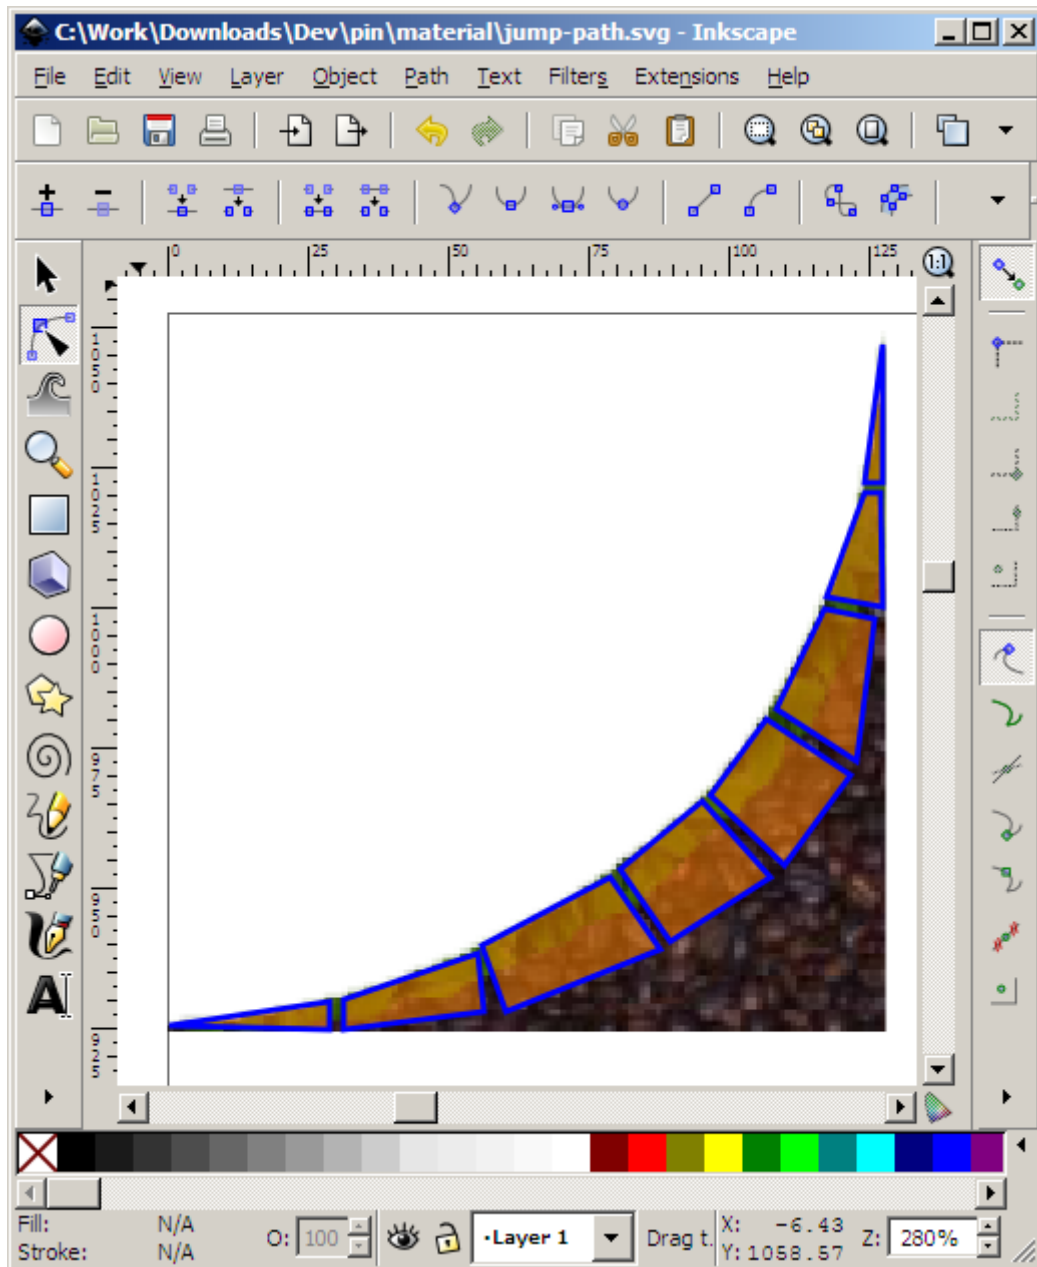 C:\Work\Downloads\Dev\pin\material\jump-path.svg - Inkscape
File Edit View Layer Object Path Text Filters Extensions Help
0 25 50 75 100 125
1:1
1050
1025
1000
975
950
925
A
Fill: N/A O: 100 ·Layer 1 Drag t. X: -6.43 Z: 280%
Stroke: N/A Y: 1058.57